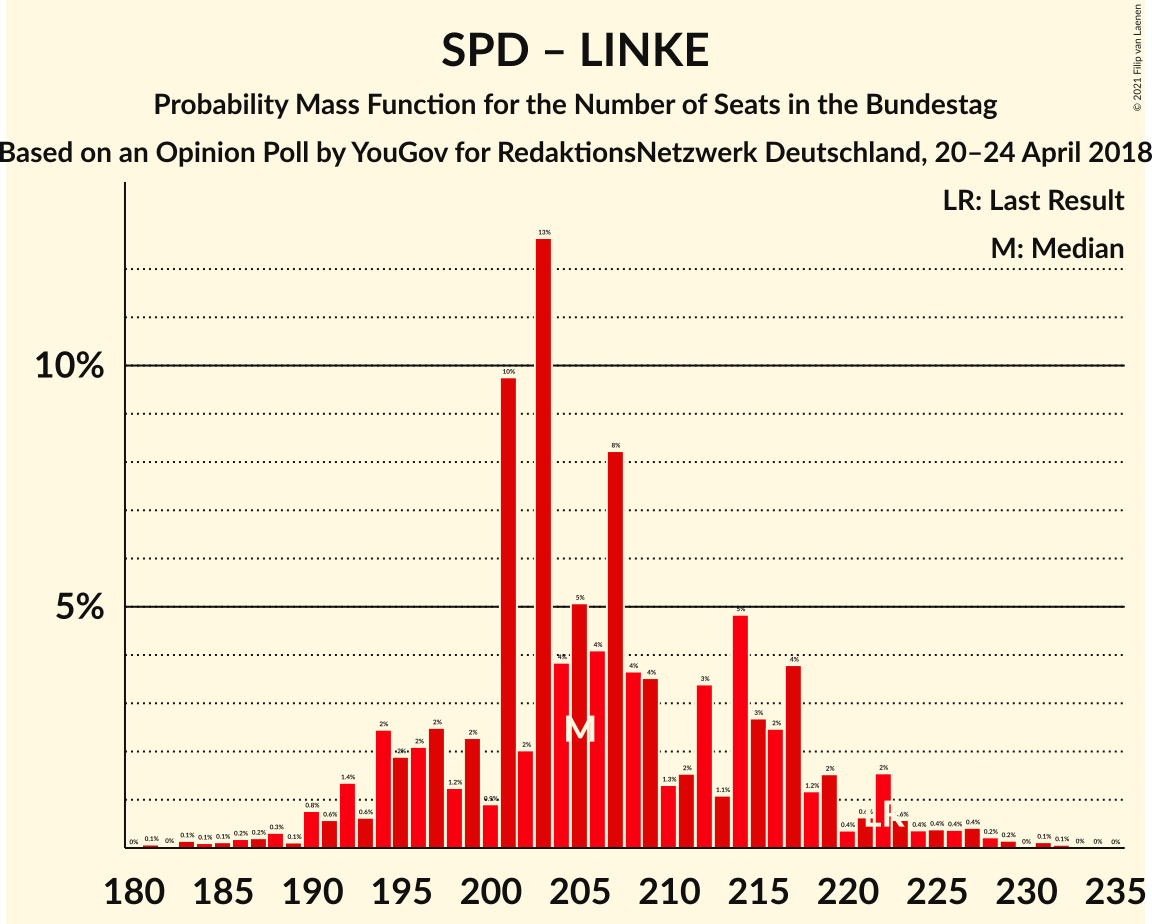 SPD – LINKE
Probability Mass Function for the Number of Seats in the Bundestag
Based on an Opinion Poll by YouGov for RedaktionsNetzwerk Deutschland, 20–24 April 2018
© 2021 Filip van Laenen
LR: Last Result
M: Median
10%
5%
0% 0.1% 0% 0.1% 0.1% 0.1% 0.2% 0.2% 0.3% 0.1% 0.8% 0.6% 1.4% 0.6% 2% 2% 2% 2% 1.2% 2% 0.9% 10% 2% 13% 4% 5% 4% 8% 4% 4% 1.3% 2% 3% 1.1% 5% 3% 2% 4% 1.2% 2% 0.4% 2% 0.4% 0.4% 0.4% 0.4% 0.2% 0.2% 0% 0.1% 0.1% 0% 0% 0%
M
LR
180 185 190 195 200 205 210 215 220 225 230 235